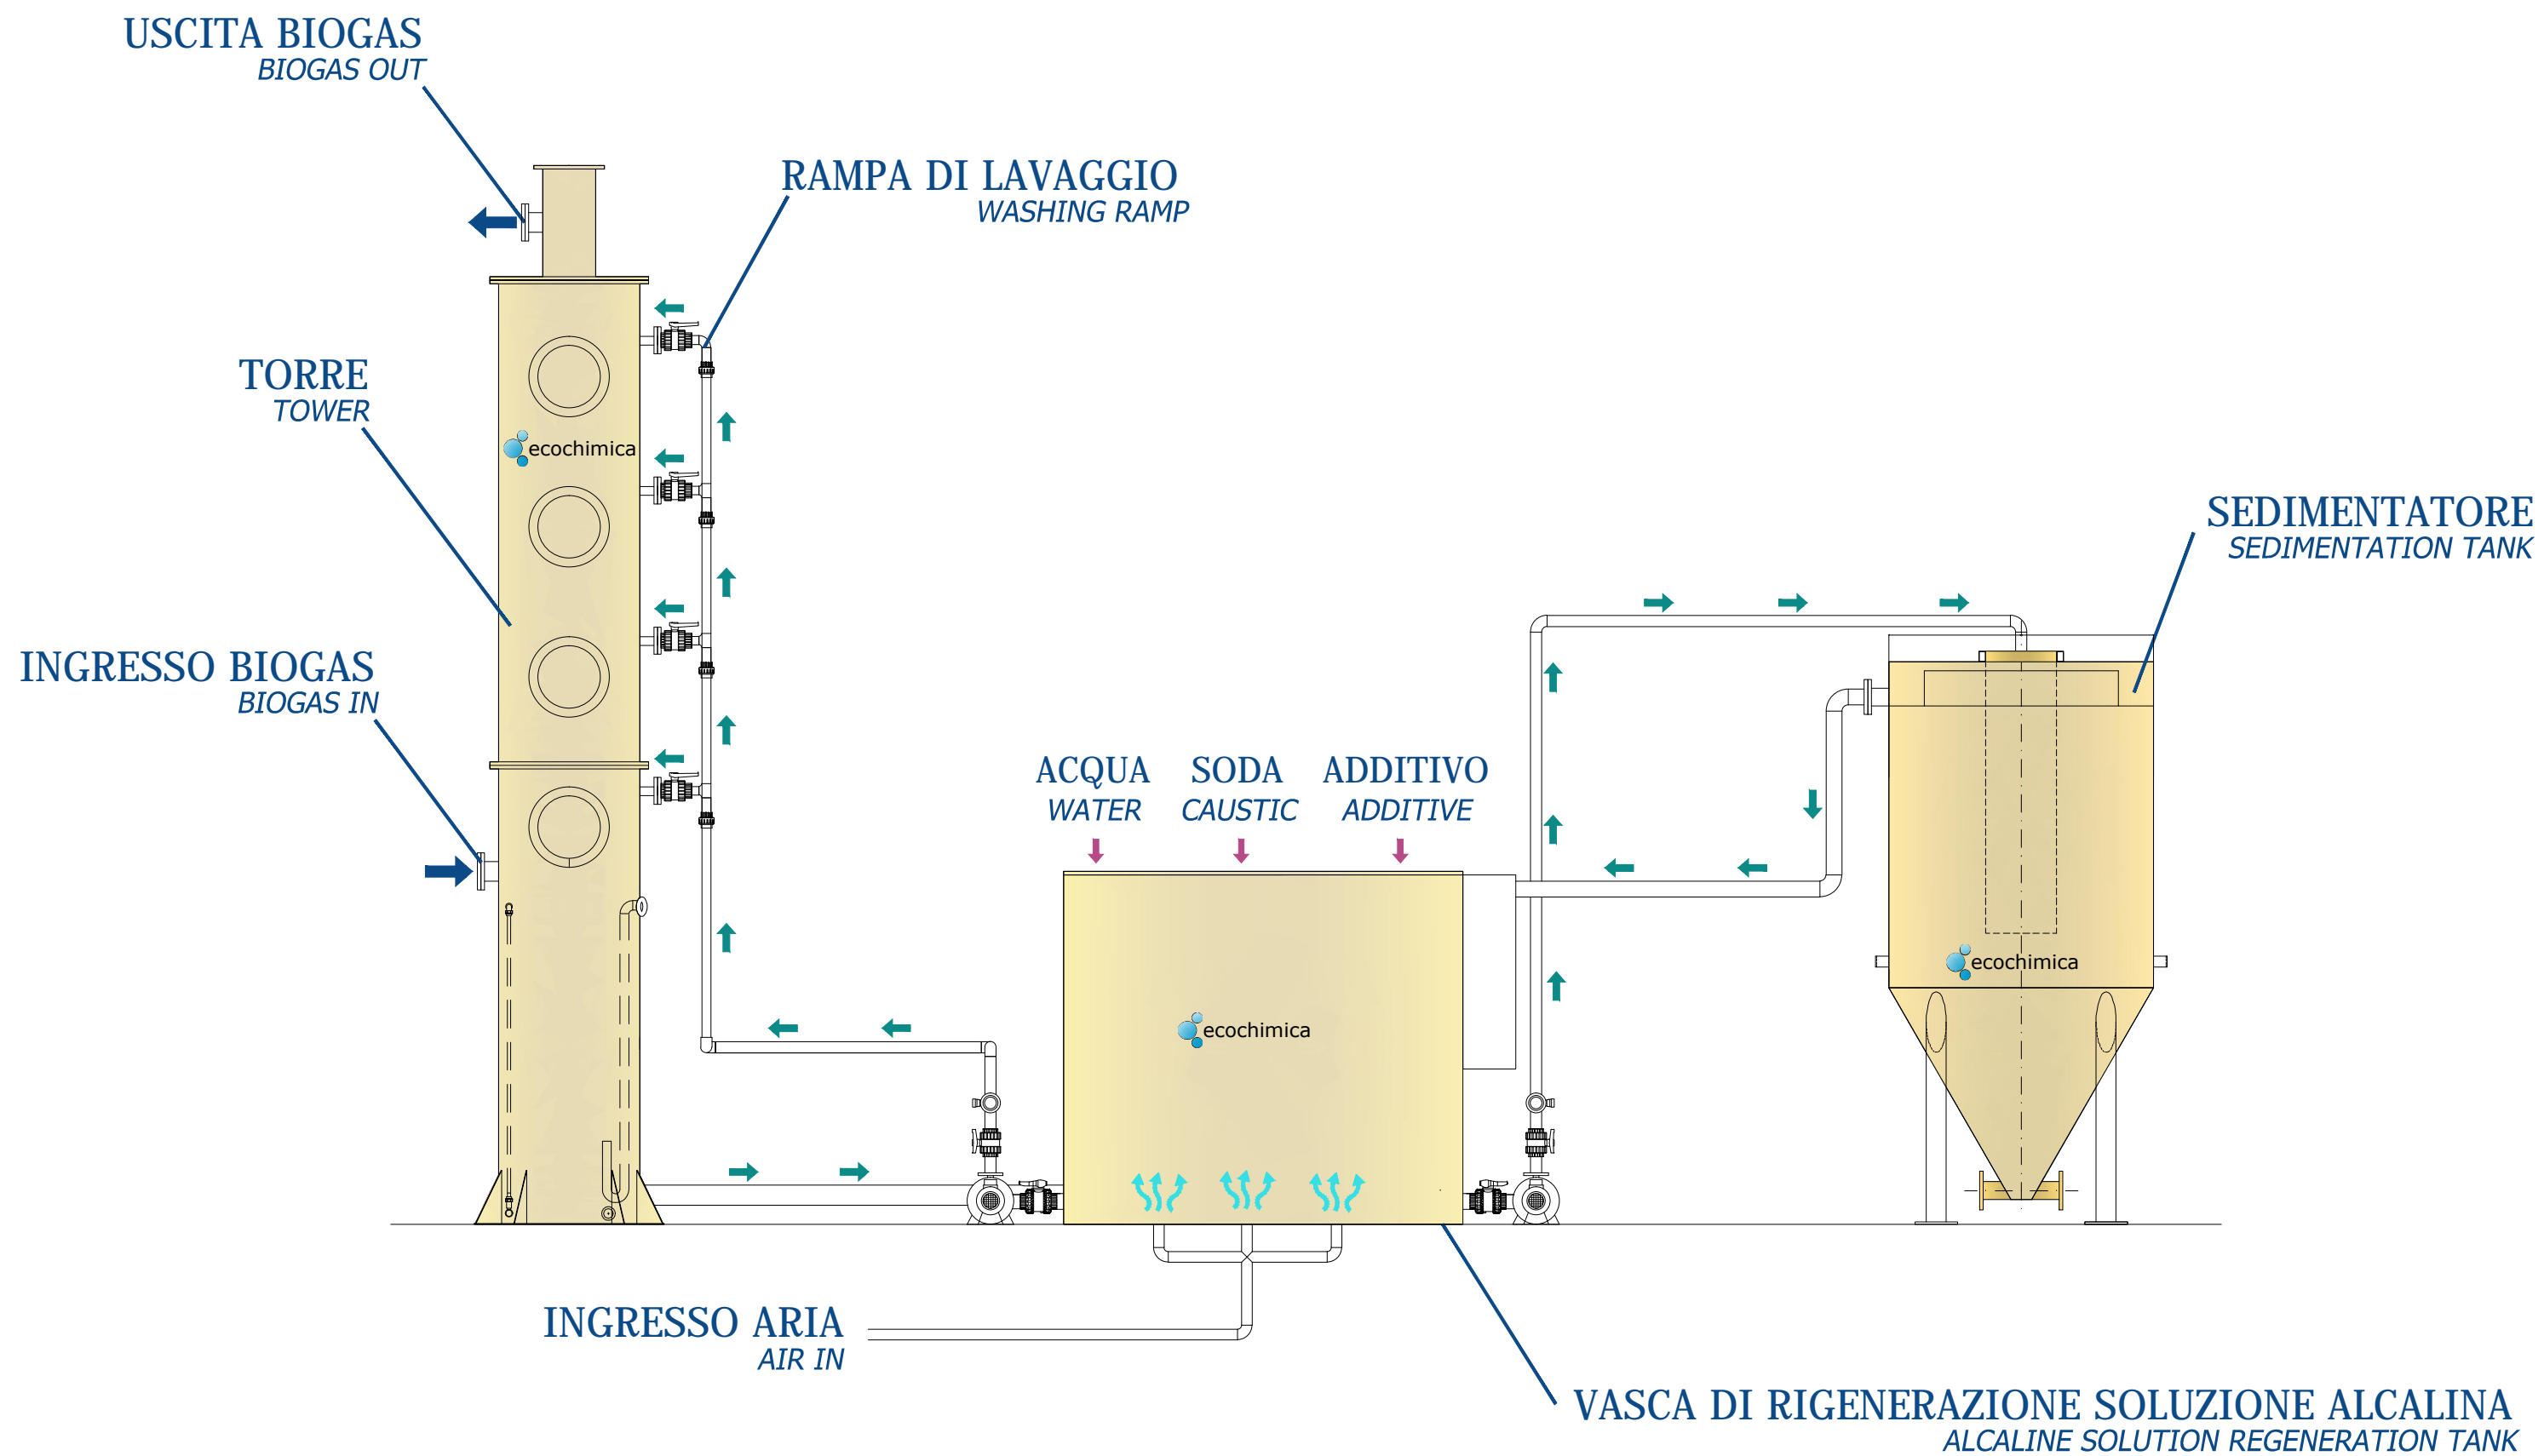 USCITA BIOGAS
BIOGAS OUT
RAMPA DI LAVAGGIO
WASHING RAMP
TORRE
TOWER
ecochimica
SEDIMENTATORE
SEDIMENTATION TANK
INGRESSO BIOGAS
BIOGAS IN
ACQUA SODA ADDITIVO
WATER CAUSTIC ADDITIVE
ecochimica
ecochimica
INGRESSO ARIA
AIR IN
VASCA DI RIGENERAZIONE SOLUZIONE ALCALINA
ALCALINE SOLUTION REGENERATION TANK